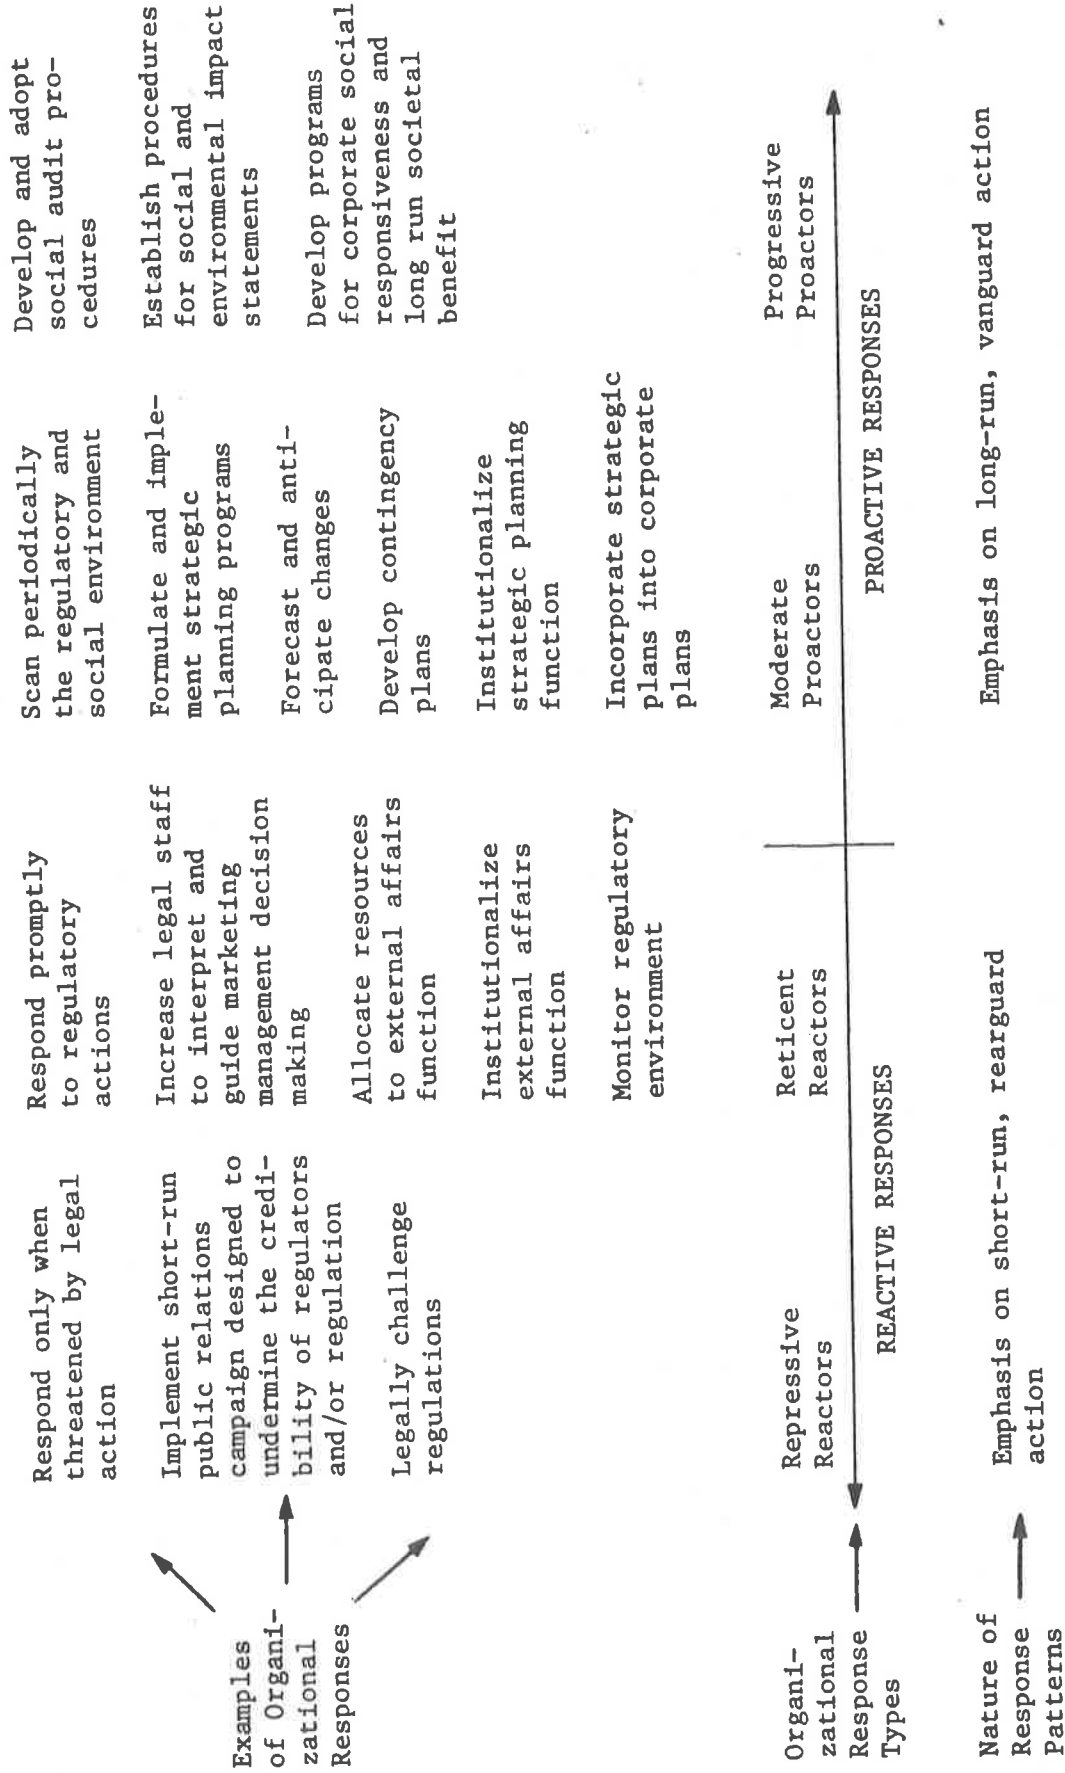 Examples
of Organi-
zational
Responses
Respond only when
threatened by legal
action
Implement short-run
public relations
campaign designed to
undermine the credi-
bility of regulators
and/or regulation
Legally challenge
regulations
Respond promptly
to regulatory
actions
Increase legal staff
to interpret and
guide marketing
management decision
making
Allocate resources
to external affairs
function
Institutionalize
external affairs
function
Monitor regulatory
environment
Scan periodically
the regulatory and
social environment
Formulate and imple-
ment strategic
planning programs
Forecast and anti-
cipate changes
Develop contingency
plans
Institutionalize
strategic planning
function
Incorporate strategic
plans into corporate
plans
Develop and adopt
social audit pro-
cedures
Establish procedures
for social and
environmental impact
statements
Develop programs
for corporate social
responsiveness and
long run societal
benefit
Organi-
zational
Response
Types
Repressive
Reactors
Reticent
Reactors
Moderate
Proactors
Progressive
Proactors
REACTIVE RESPONSES
PROACTIVE RESPONSES
Nature of
Response
Patterns
Emphasis on short-run, rearguard
action
Emphasis on long-run, vanguard action